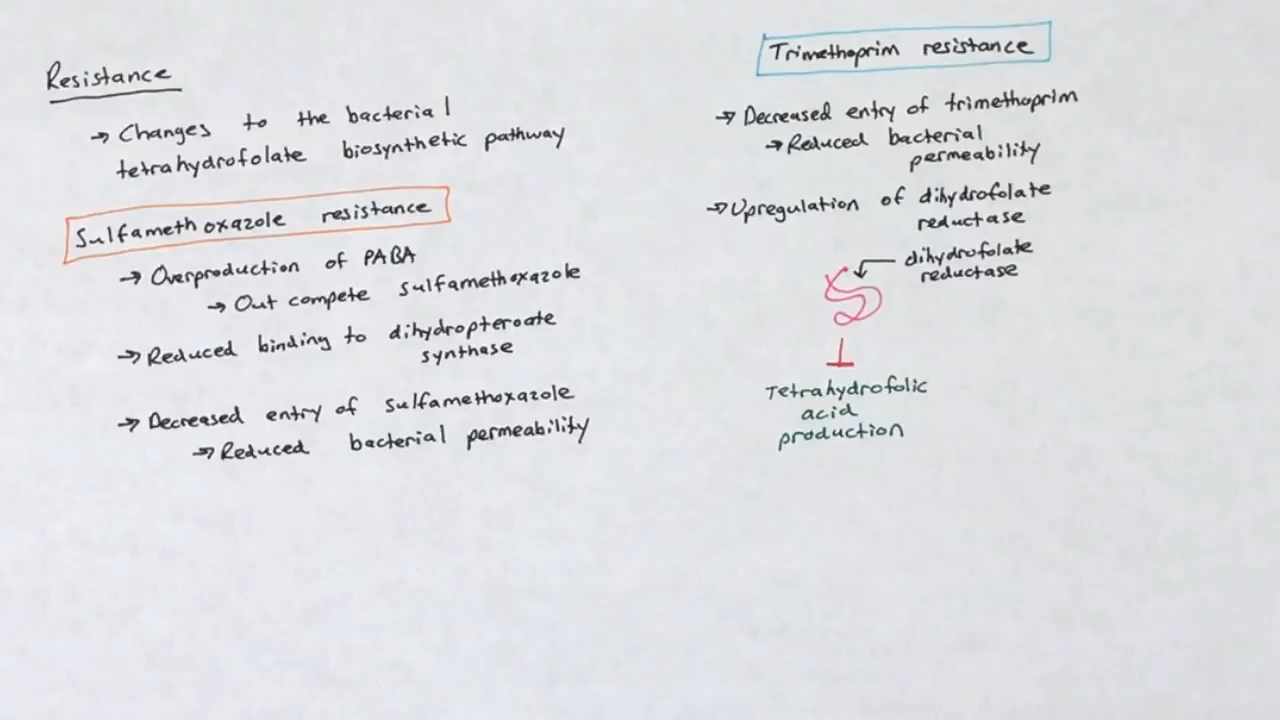 Resistance
→ Changes to the bacterial
tetrahydrofolate biosynthetic pathway
Sulfamethoxazole resistance
→ Overproduction of PABA
→ Out compete sulfamethoxazole
→ Reduced binding to dihydropteroate
synthase
→ Decreased entry of sulfamethoxazole
→ Reduced bacterial permeability
Trimethoprim resistance
→ Decreased entry of trimethoprim
→ Reduced bacterial
permeability
→ Upregulation of dihydrofolate
reductase
dihydrofolate
reductase
Tetrahydrofolic
acid
production